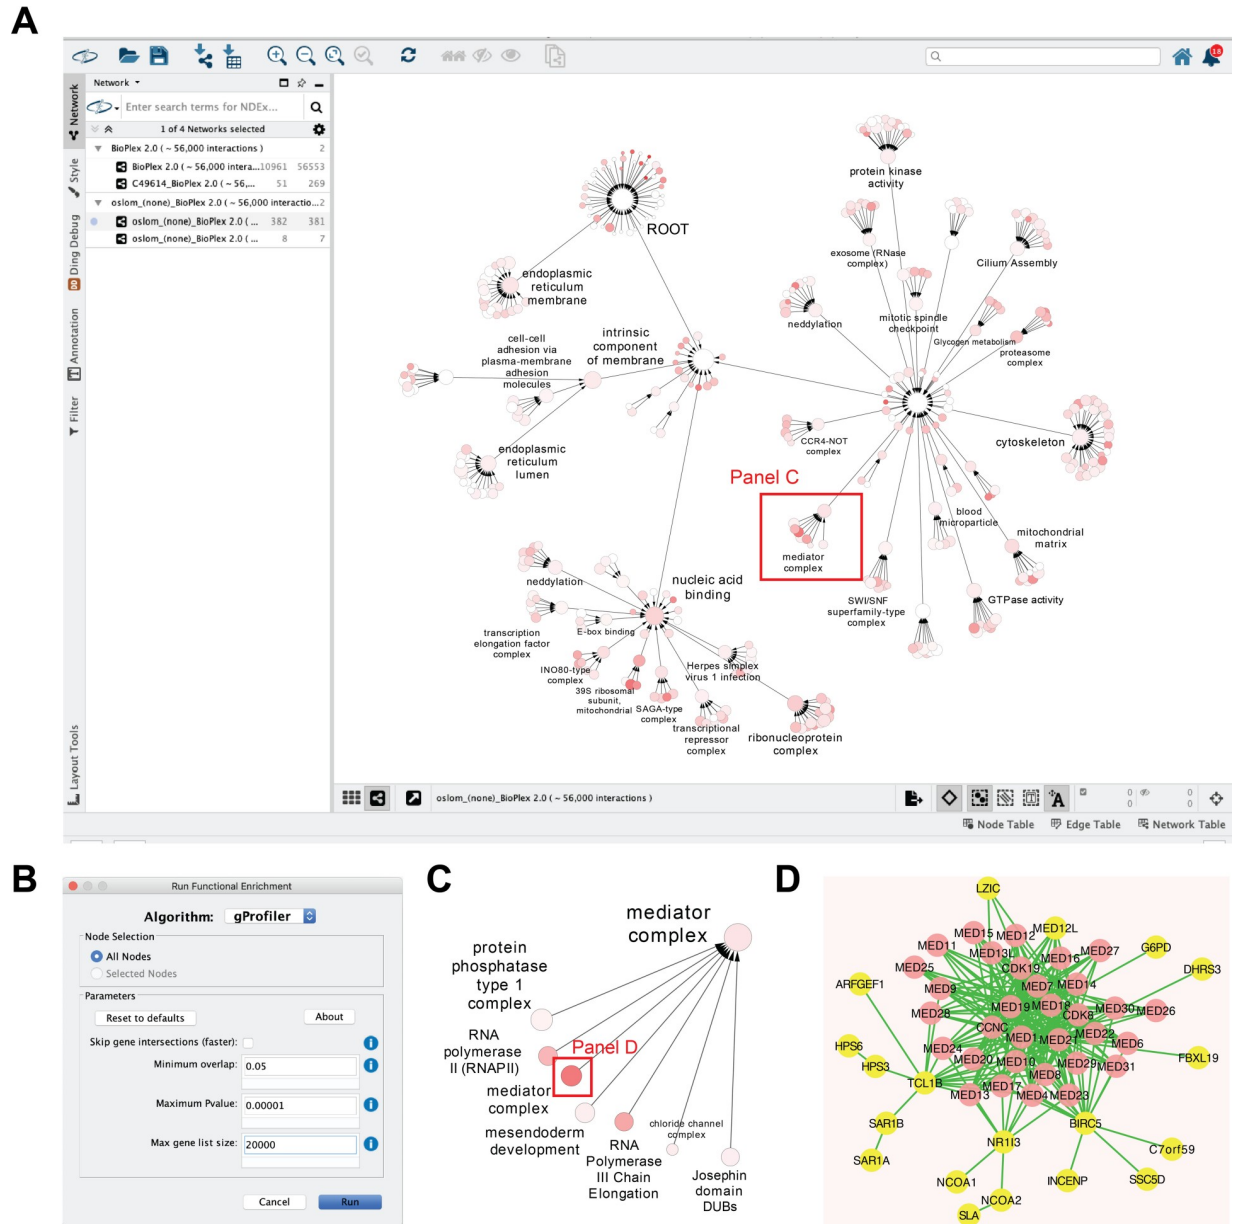 A
18
Network
Enter search terms for NDEx...
1 of 4 Networks selected
BioPlex 2.0 ( ~ 56,000 interactions ) 2
BioPlex 2.0 ( ~ 56,000 intera... 10961 56553
C49614_BioPlex 2.0 ( ~ 56,... 51 269
oslom_(none)_BioPlex 2.0 ( ~ 56,000 interactio... 2
oslom_(none)_BioPlex 2.0 ( ... 382 381
oslom_(none)_BioPlex 2.0 ( ... 8 7
Network
Style
Ding Debug
Annotation
Filter
Layout Tools
protein kinase
activity
ROOT
exosome (RNase
complex)
Cilium Assembly
endoplasmic
reticulum
membrane
neddylation
mitotic spindle
checkpoint
Glycogen metabolism
proteasome
complex
cell-cell
adhesion via
plasma-membrane
adhesion
molecules
intrinsic
component
of membrane
CCR4-NOT
complex
cytoskeleton
endoplasmic
reticulum
lumen
Panel C
blood
microparticle
mitochondrial
matrix
mediator
complex
neddylation
nucleic acid
binding
SWI/SNF
superfamily-type
complex
GTPase activity
transcription
elongation factor
complex
E-box binding
INO80-type
complex
39S ribosomal
subunit,
mitochondrial
SAGA-type
complex
Herpes simplex
virus 1 infection
transcriptional
repressor
complex
ribonucleoprotein
complex
oslom_(none)_BioPlex 2.0 ( ~ 56,000 interactions )
0 0
0 0
Node Table Edge Table Network Table
B
Run Functional Enrichment
Algorithm: gProfiler
Node Selection
All Nodes
Selected Nodes
Parameters
Reset to defaults About
Skip gene intersections (faster):
Minimum overlap: 0.05
Maximum Pvalue: 0.00001
Max gene list size: 20000
Cancel Run
C
mediator
complex
protein
phosphatase
type 1
complex
RNA
polymerase
II (RNAPII)
Panel D
mediator
complex
mesendoderm
development
RNA
Polymerase
III Chain
Elongation
chloride channel
complex
Josephin
domain
DUBs
D
LZIC
MED15
MED12
MED12L
MED11
MED13L
MED16
MED27
G6PD
MED25
CDK19
DHRS3
ARFGEF1
MED9
MED7
MED14
MED19
MED18
MED30
MED26
MED28
CDK8
CCNC
MED1
MED21
MED22
HPS6
MED24
MED6
HPS3
MED20
MED10
MED29
MED31
FBXL19
TCL1B
MED8
MED17
MED13
MED4
MED23
SAR1B
NR1I3
BIRC5
SAR1A
C7orf59
NCOA1
INCENP
SSC5D
NCOA2
SLA